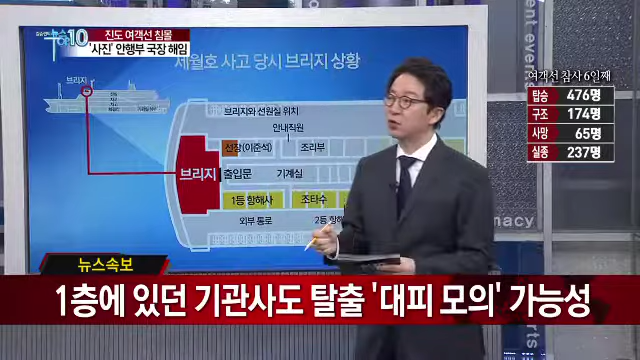 뉴스 10
진도 여객선 침몰
'사진' 안행부 국장 해임
세월호 사고 당시 브리지 상황
브리지
브리지와 선원실 위치
안내직원
선장(이준석)
조리부
브리지
출입문
기계실
1등 항해사
조타수
외부 통로
2등 항해
여객선 참사 6일째
탑승 476명
구조 174명
사망 65명
실종 237명
macy
뉴스속보
1층에 있던 기관사도 탈출 '대피 모의' 가능성